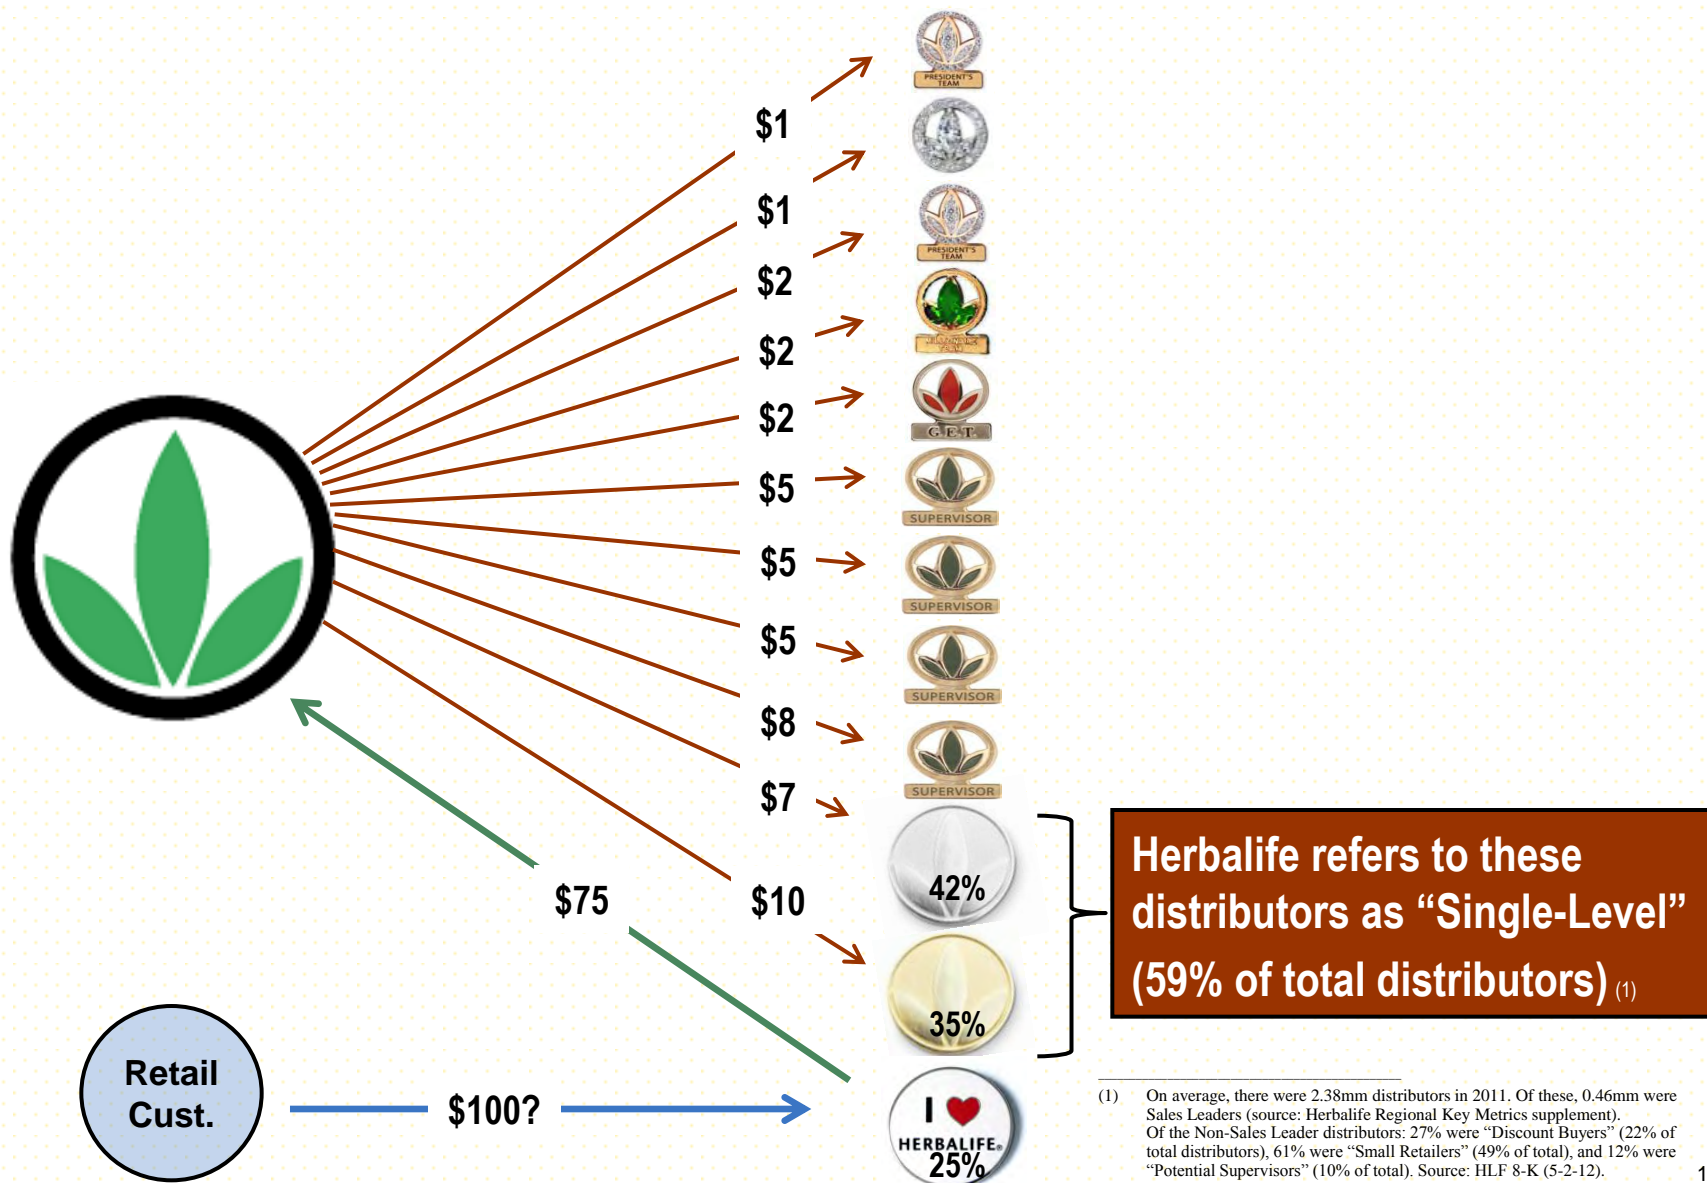 PRESIDENT'S
TEAM
$1
$1
PRESIDENT'S
TEAM
$2
$2
$2
G.E.T.
$5
SUPERVISOR
$5
SUPERVISOR
$5
SUPERVISOR
$8
SUPERVISOR
$7
42%
$75
$10
35%
Herbalife refers to these
distributors as “Single-Level”
(59% of total distributors) (1)
Retail
Cust.
$100?
I
HERBALIFE®
25%
(1) On average, there were 2.38mm distributors in 2011. Of these, 0.46mm were
Sales Leaders (source: Herbalife Regional Key Metrics supplement).
Of the Non-Sales Leader distributors: 27% were “Discount Buyers” (22% of
total distributors), 61% were “Small Retailers” (49% of total), and 12% were
“Potential Supervisors” (10% of total). Source: HLF 8-K (5-2-12).
1